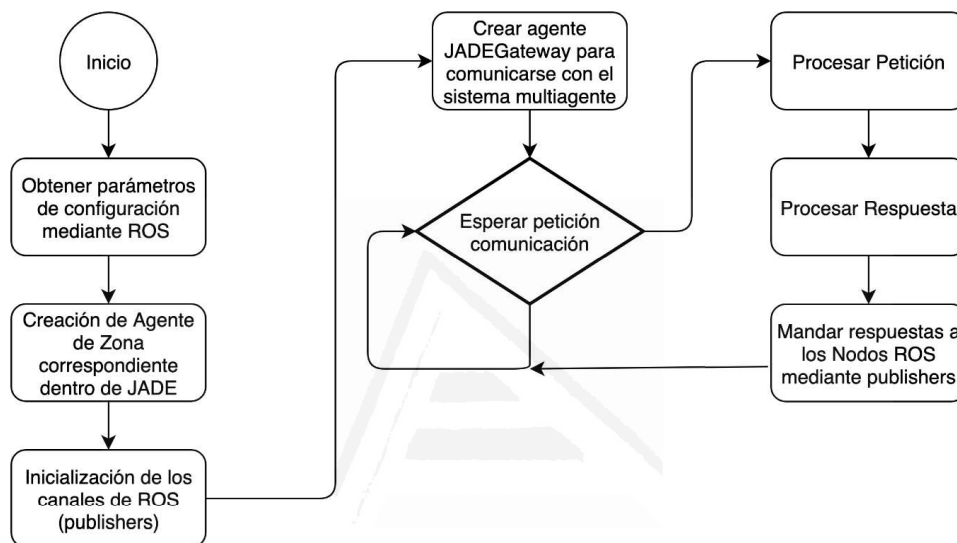 Inicio
Obtener parámetros
de configuración
mediante ROS
Creación de Agente
de Zona
correspondiente
dentro de JADE
Inicialización de los
canales de ROS
(publishers)
Crear agente
JADEGateway para
comunicarse con el
sistema multiagente
Esperar petición
comunicación
Procesar Petición
Procesar Respuesta
Mandar respuestas a
los Nodos ROS
mediante publishers